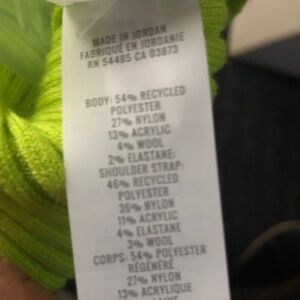 MADE IN JORDAN
FABRIQUÉ EN JORDANIE
RN 54485 CA 03873
BODY: 54% RECYCLED
POLYESTER
27% NYLON
13% ACRYLIC
4% WOOL
2% ELASTANE:
SHOULDER STRAP:
46% RECYCLED
POLYESTER
36% NYLON
11% ACRYLIC
4% ELASTANE
3% WOOL
CORPS: 54% POLYESTER
RÉGÉNÉRÉ
27% NYLON
13% ACRYLIQUE